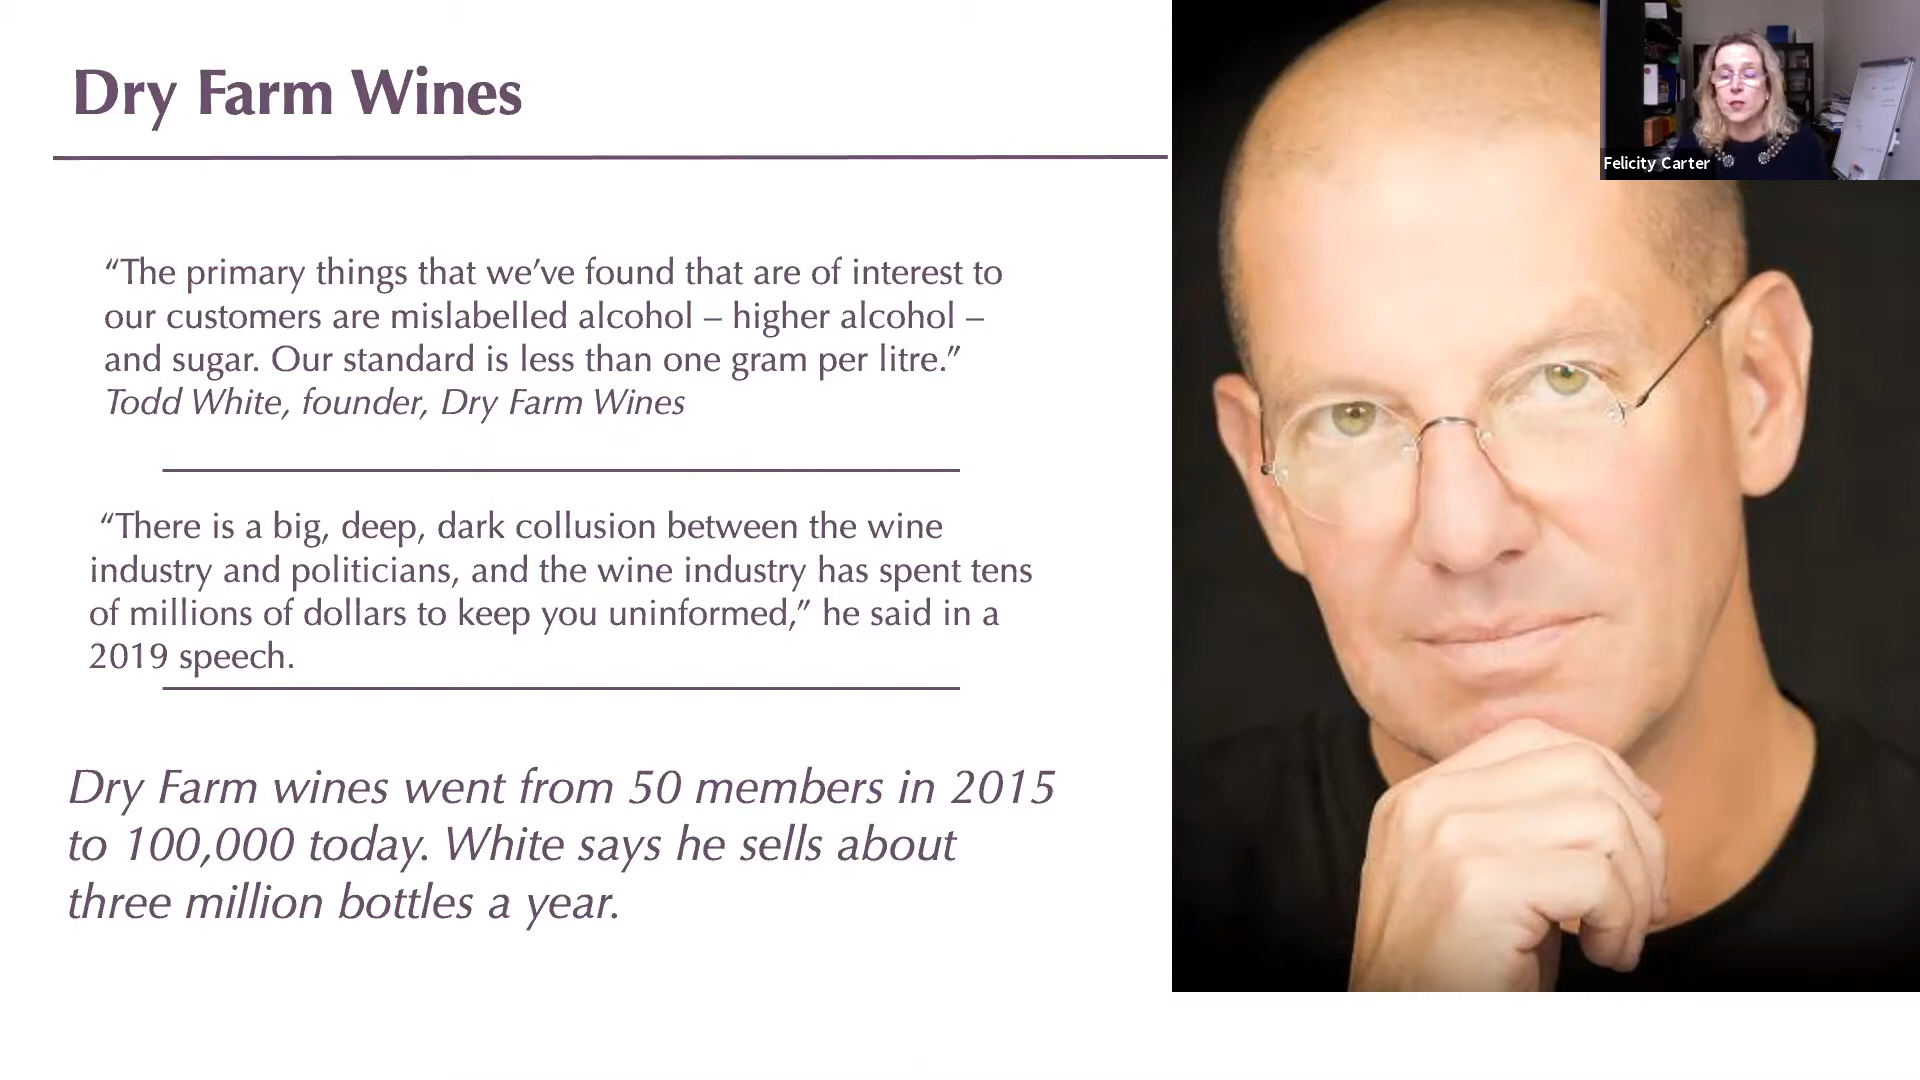 Dry Farm Wines
Felicity Carter
“The primary things that we’ve found that are of interest to
our customers are mislabelled alcohol – higher alcohol –
and sugar. Our standard is less than one gram per litre.”
Todd White, founder, Dry Farm Wines
“There is a big, deep, dark collusion between the wine
industry and politicians, and the wine industry has spent tens
of millions of dollars to keep you uninformed,” he said in a
2019 speech.
Dry Farm wines went from 50 members in 2015
to 100,000 today. White says he sells about
three million bottles a year.